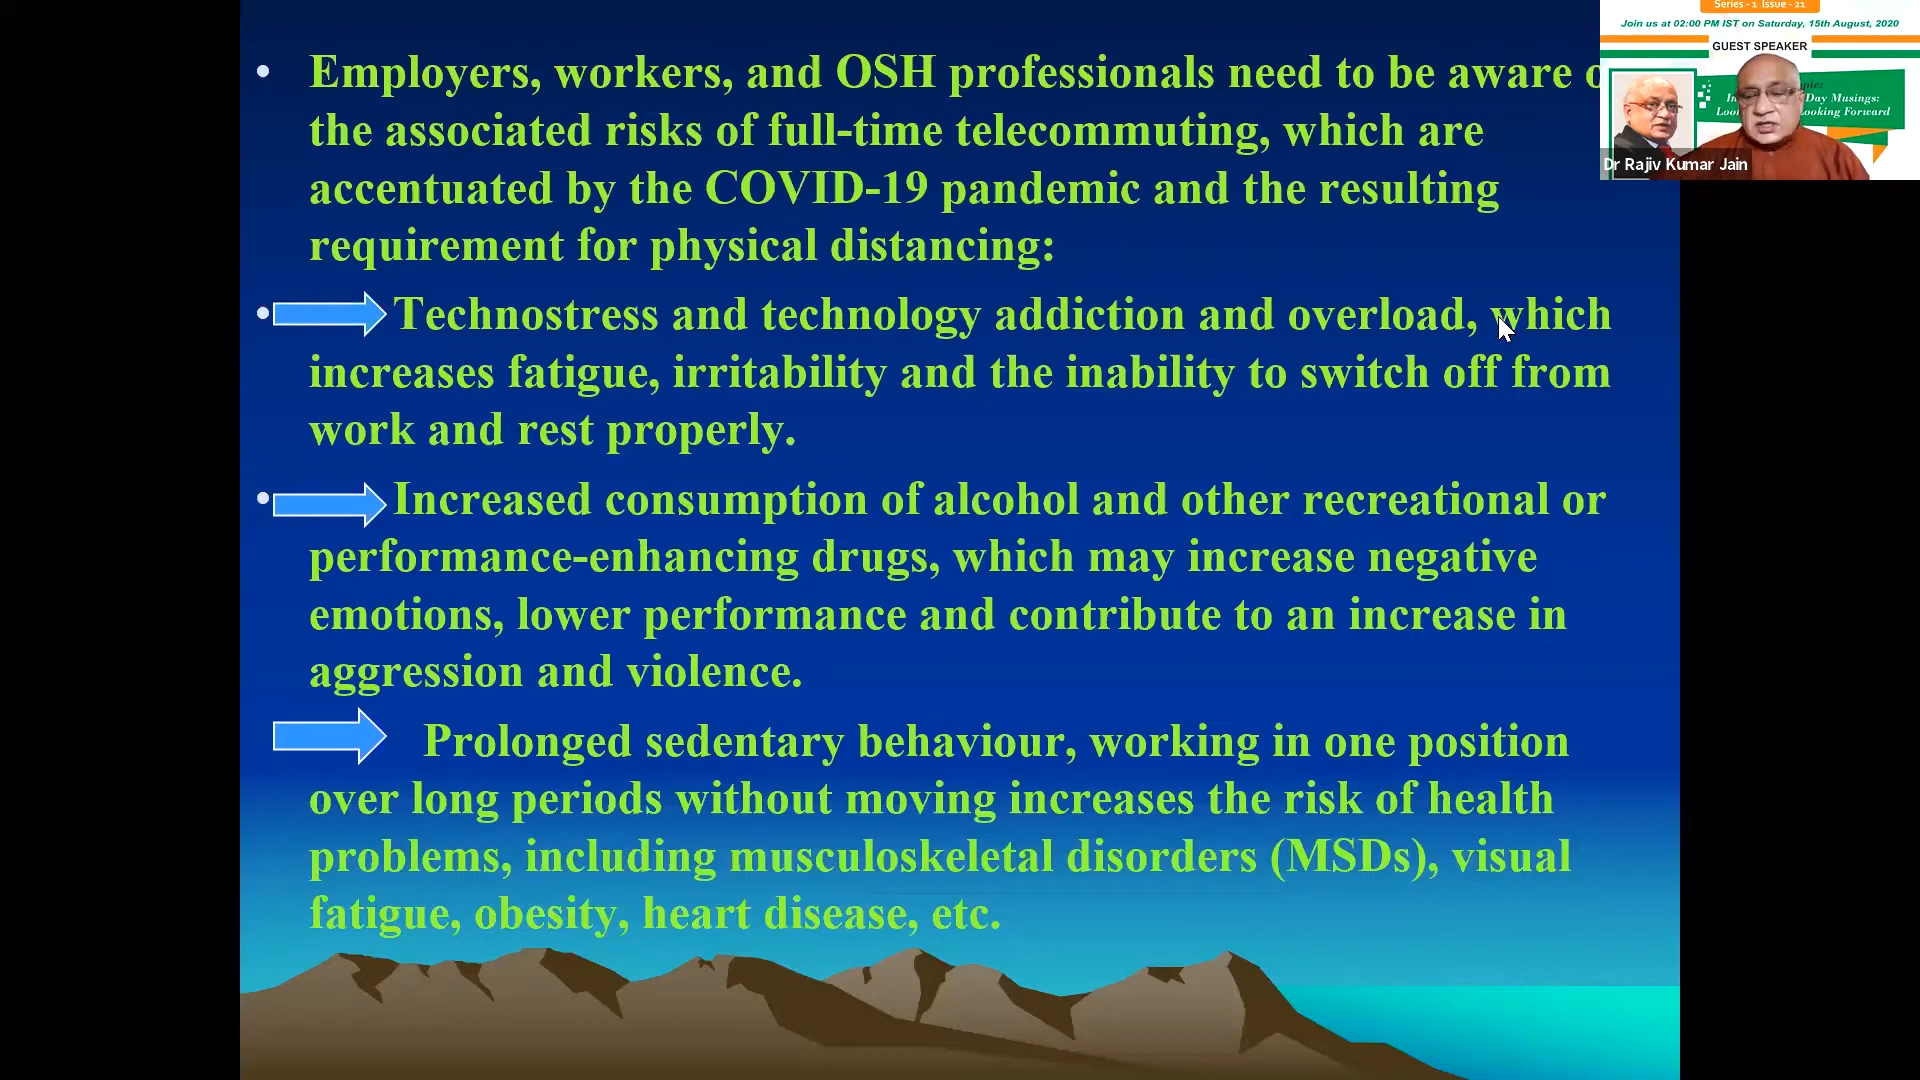 Employers, workers, and OSH professionals need to be aware
the associated risks of full-time telecommuting, which are
accentuated by the COVID-19 pandemic and the resulting
requirement for physical distancing:
Technostress and technology addiction and overload, which
increases fatigue, irritability and the inability to switch off from
work and rest properly.
Increased consumption of alcohol and other recreational or
performance-enhancing drugs, which may increase negative
emotions, lower performance and contribute to an increase in
aggression and violence.
Prolonged sedentary behaviour, working in one position
over long periods without moving increases the risk of health
problems, including musculoskeletal disorders (MSDs), visual
fatigue, obesity, heart disease, etc.
Series - 1 Issue - 21
Join us at 02:00 PM IST on Saturday, 15th August, 2020
GUEST SPEAKER
Day Musings:
Looking Forward
Dr Rajiv Kumar Jain